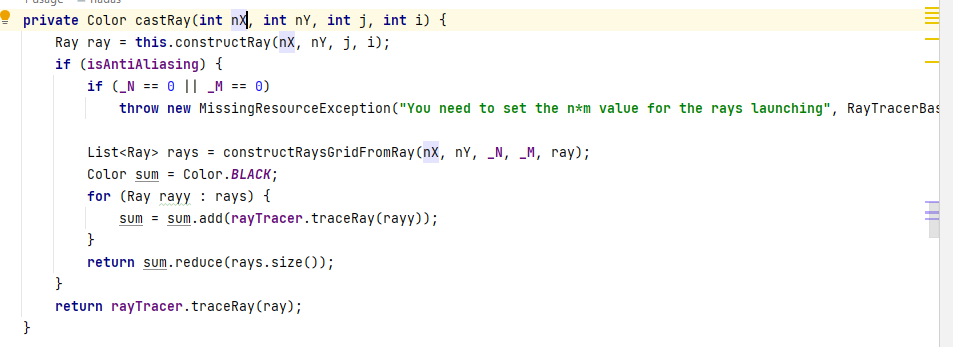 private Color castRay(int nX, int nY, int j, int i) {
Ray ray = this.constructRay(nX, nY, j, i);
if (isAntiAliasing) {
if (_N == 0 || _M == 0)
throw new MissingResourceException("You need to set the n*m value for the rays launching", RayTracerBas
List<Ray> rays = constructRaysGridFromRay(nX, nY, _N, _M, ray);
Color sum = Color.BLACK;
for (Ray rayy : rays) {
sum = sum.add(rayTracer.traceRay(rayy));
}
return sum.reduce(rays.size());
}
return rayTracer.traceRay(ray);
}